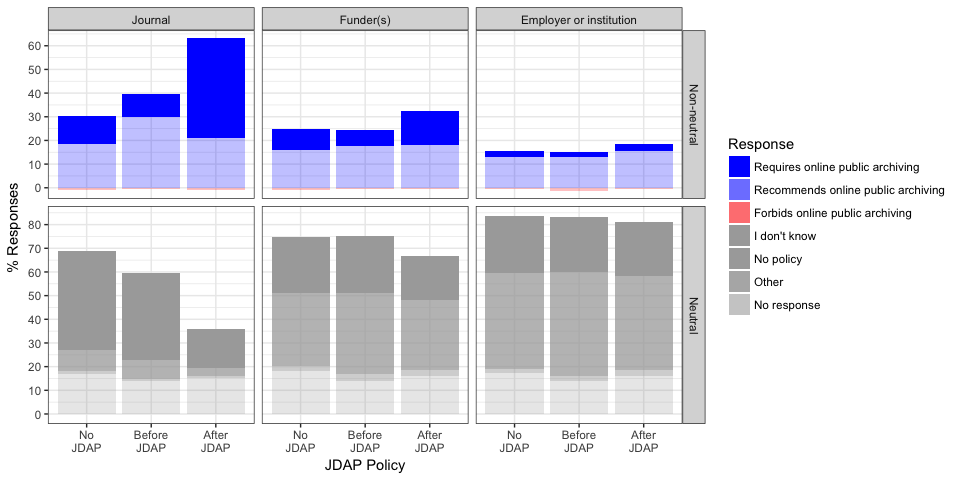 Journal
Funder(s)
Employer or institution
60
50
40
30
20
10
0
Non-neutral
80
70
60
50
40
30
20
10
0
Neutral
% Responses
No
JDAP
Before
JDAP
After
JDAP
No
JDAP
Before
JDAP
After
JDAP
No
JDAP
Before
JDAP
After
JDAP
JDAP Policy
Response
Requires online public archiving
Recommends online public archiving
Forbids online public archiving
I don't know
No policy
Other
No response